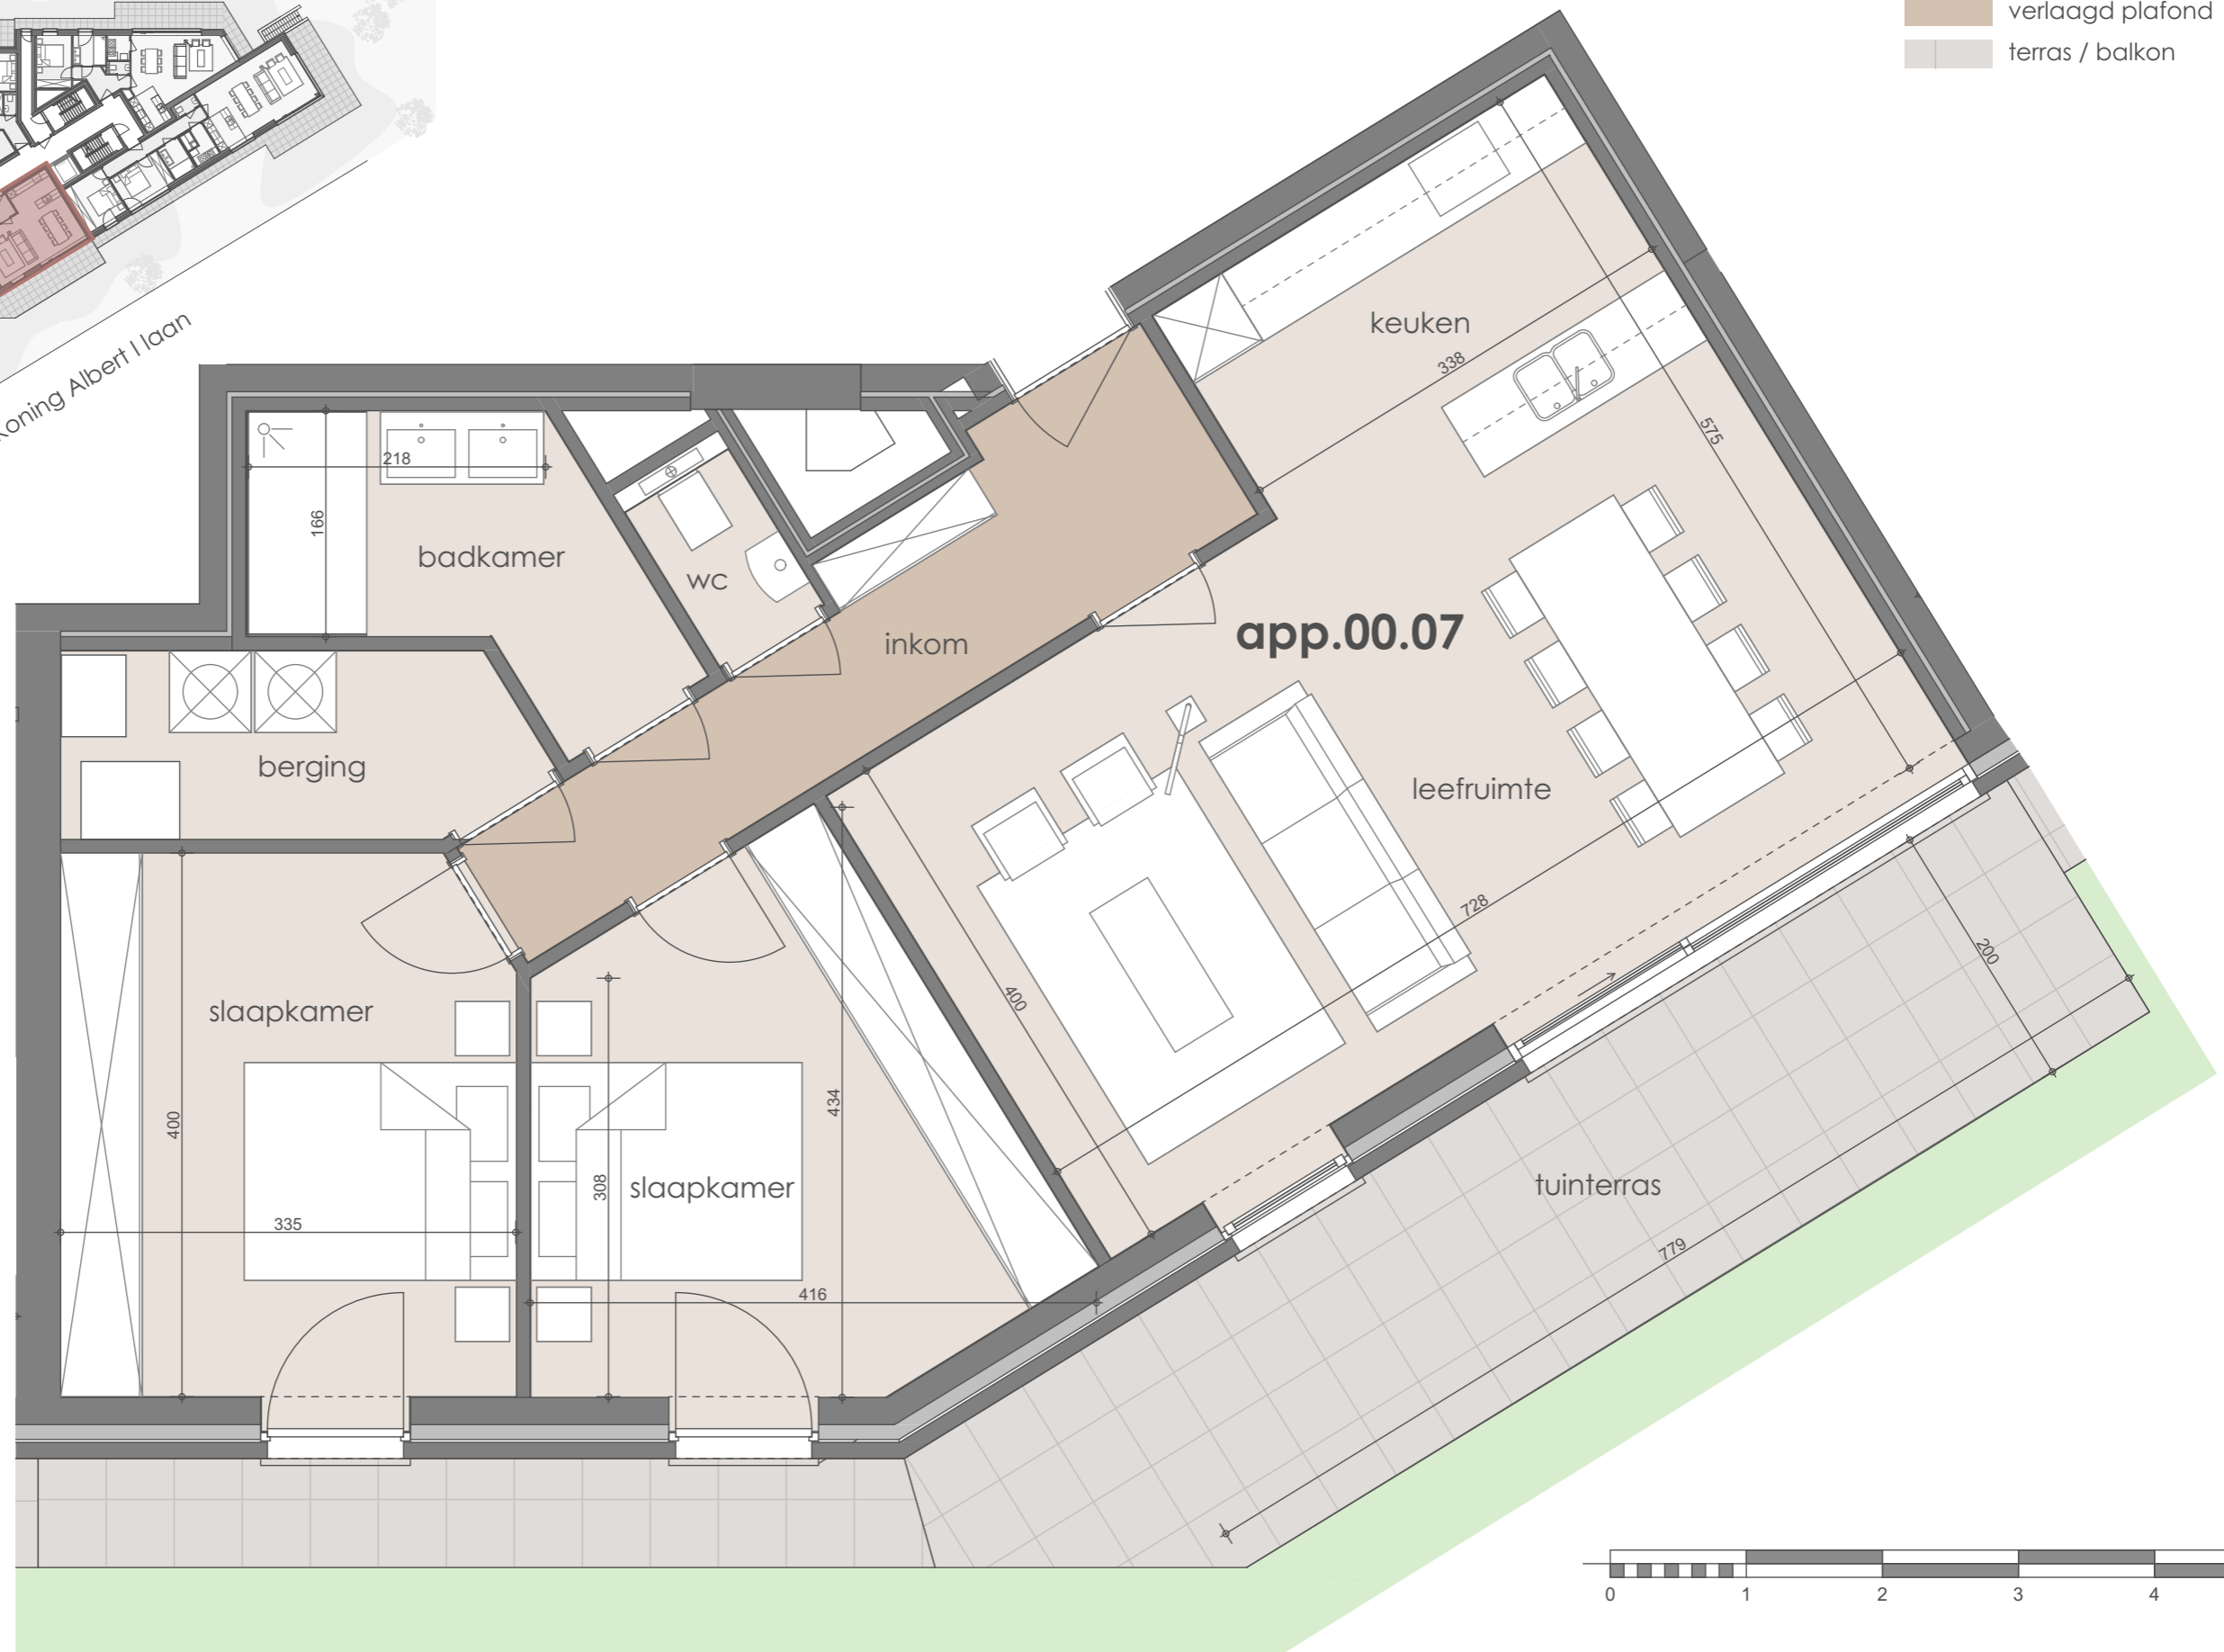 verlaagd plafond
terras / balkon
Koning Albert I laan
keuken
338
575
218
166
badkamer
wc
inkom
app.00.07
berging
leefruimte
728
400
200
slaapkamer
400
335
434
308
slaapkamer
416
tuinterras
779
0 1 2 3 4